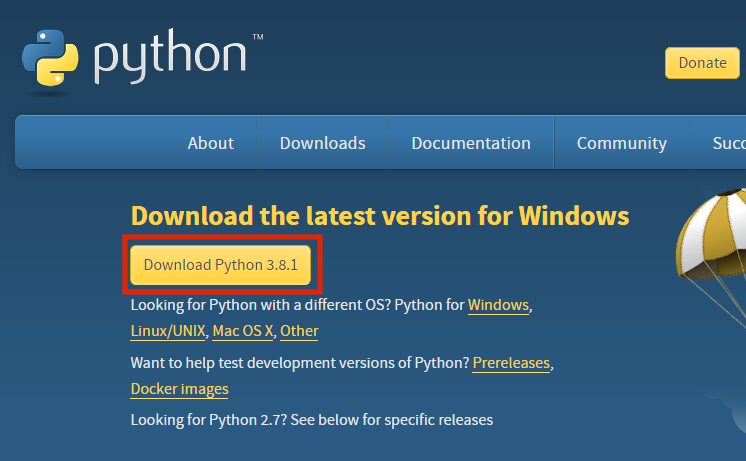 python™
Donate
About Downloads Documentation Community
Download the latest version for Windows
Download Python 3.8.1
Looking for Python with a different OS? Python for Windows,
Linux/UNIX, Mac OS X, Other
Want to help test development versions of Python? Prereleases,
Docker images
Looking for Python 2.7? See below for specific releases